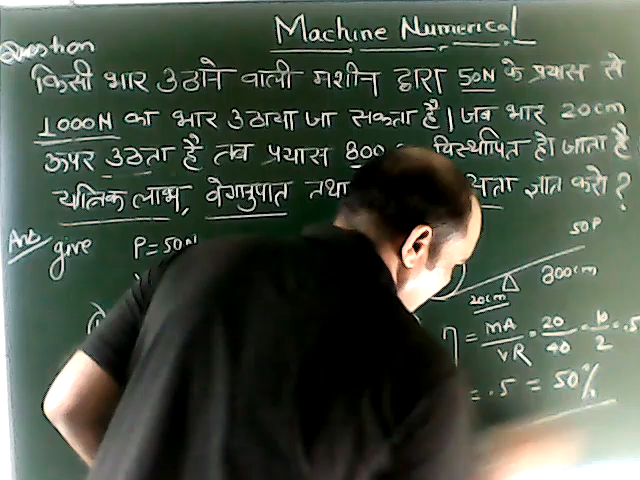 Machine Numerical
Question
किसी भार उठाने वाली मशीन द्वारा 50N के प्रयास से
1000N का भार उठाया जा सकता है। जब भार 20cm
ऊपर उठता है तब प्रयास 800 विस्थापित हो जाता है
यान्त्रिक लाभ, वेगानुपात तथा ज्ञात करो?
Ans give P=50N
50P
20cm 800cm
η = MA/VR = 20/40 = 10/2 = .5
= .5 = 50%